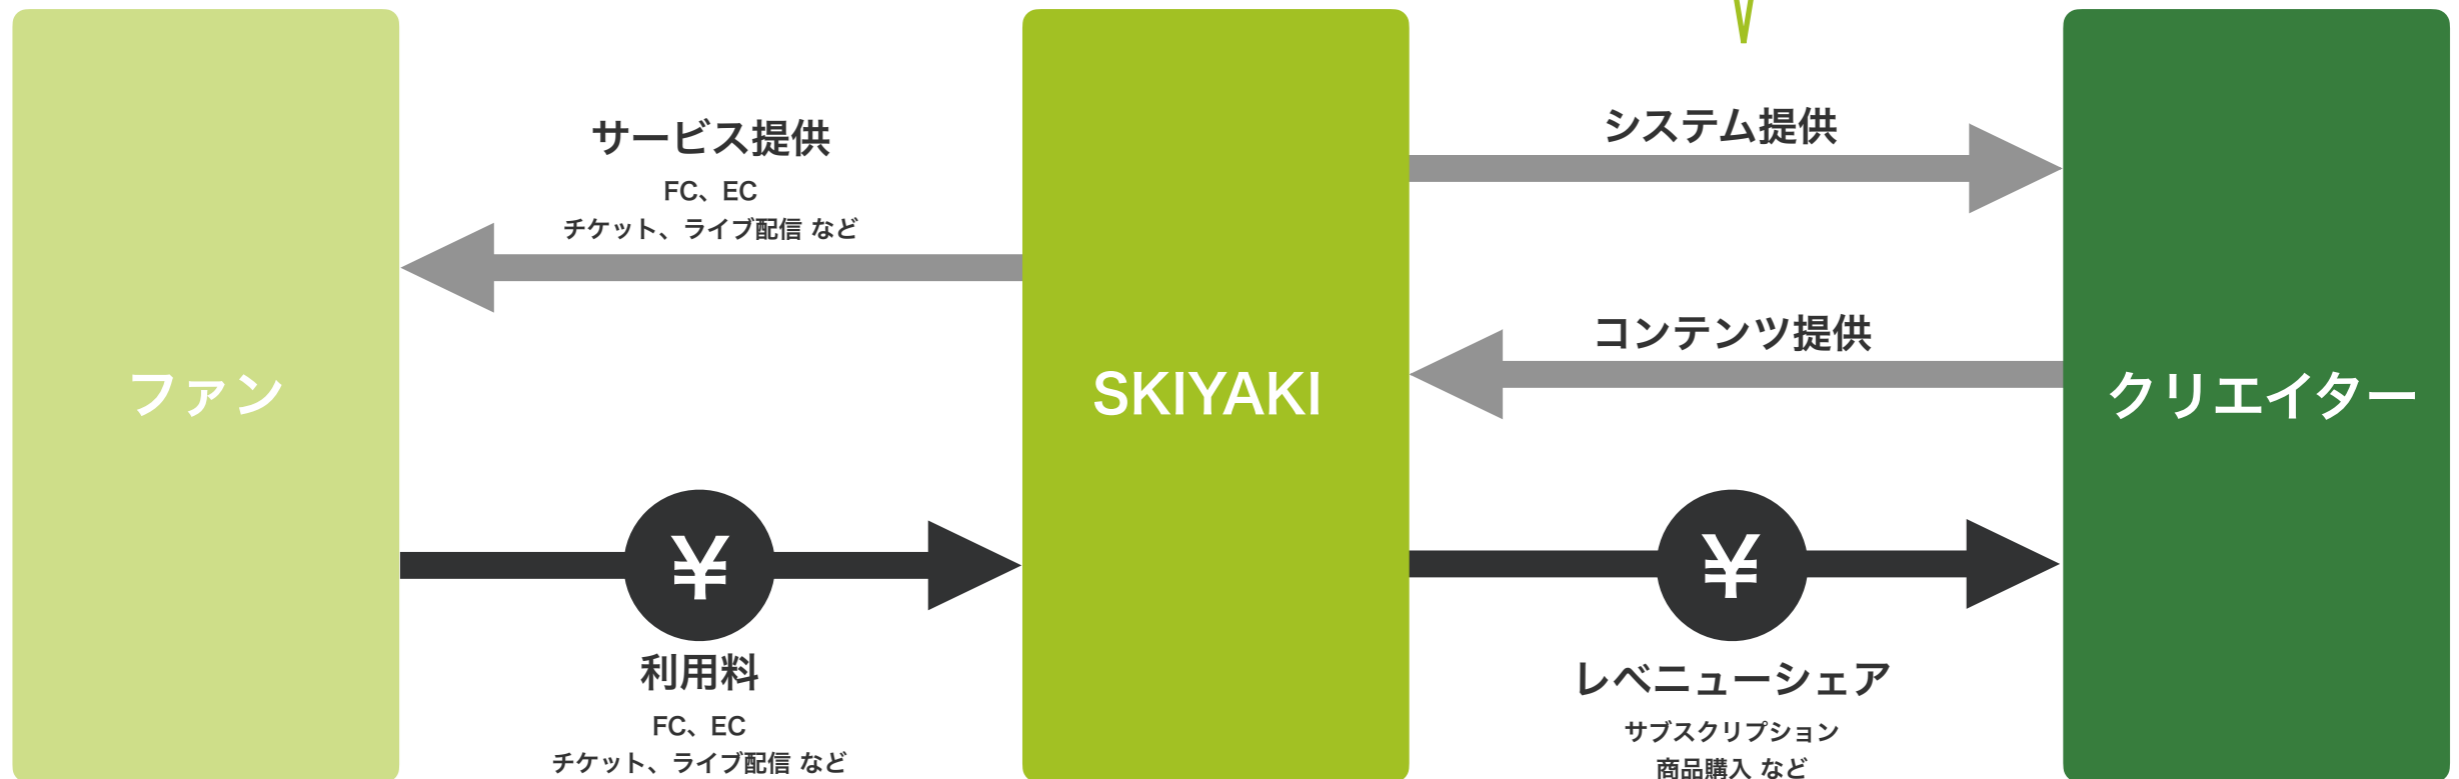 ファン
サービス提供
FC、EC
チケット、ライブ配信 など
¥
利用料
FC、EC
チケット、ライブ配信 など
SKIYAKI
システム提供
コンテンツ提供
¥
レベニューシェア
サブスクリプション
商品購入 など
クリエイター